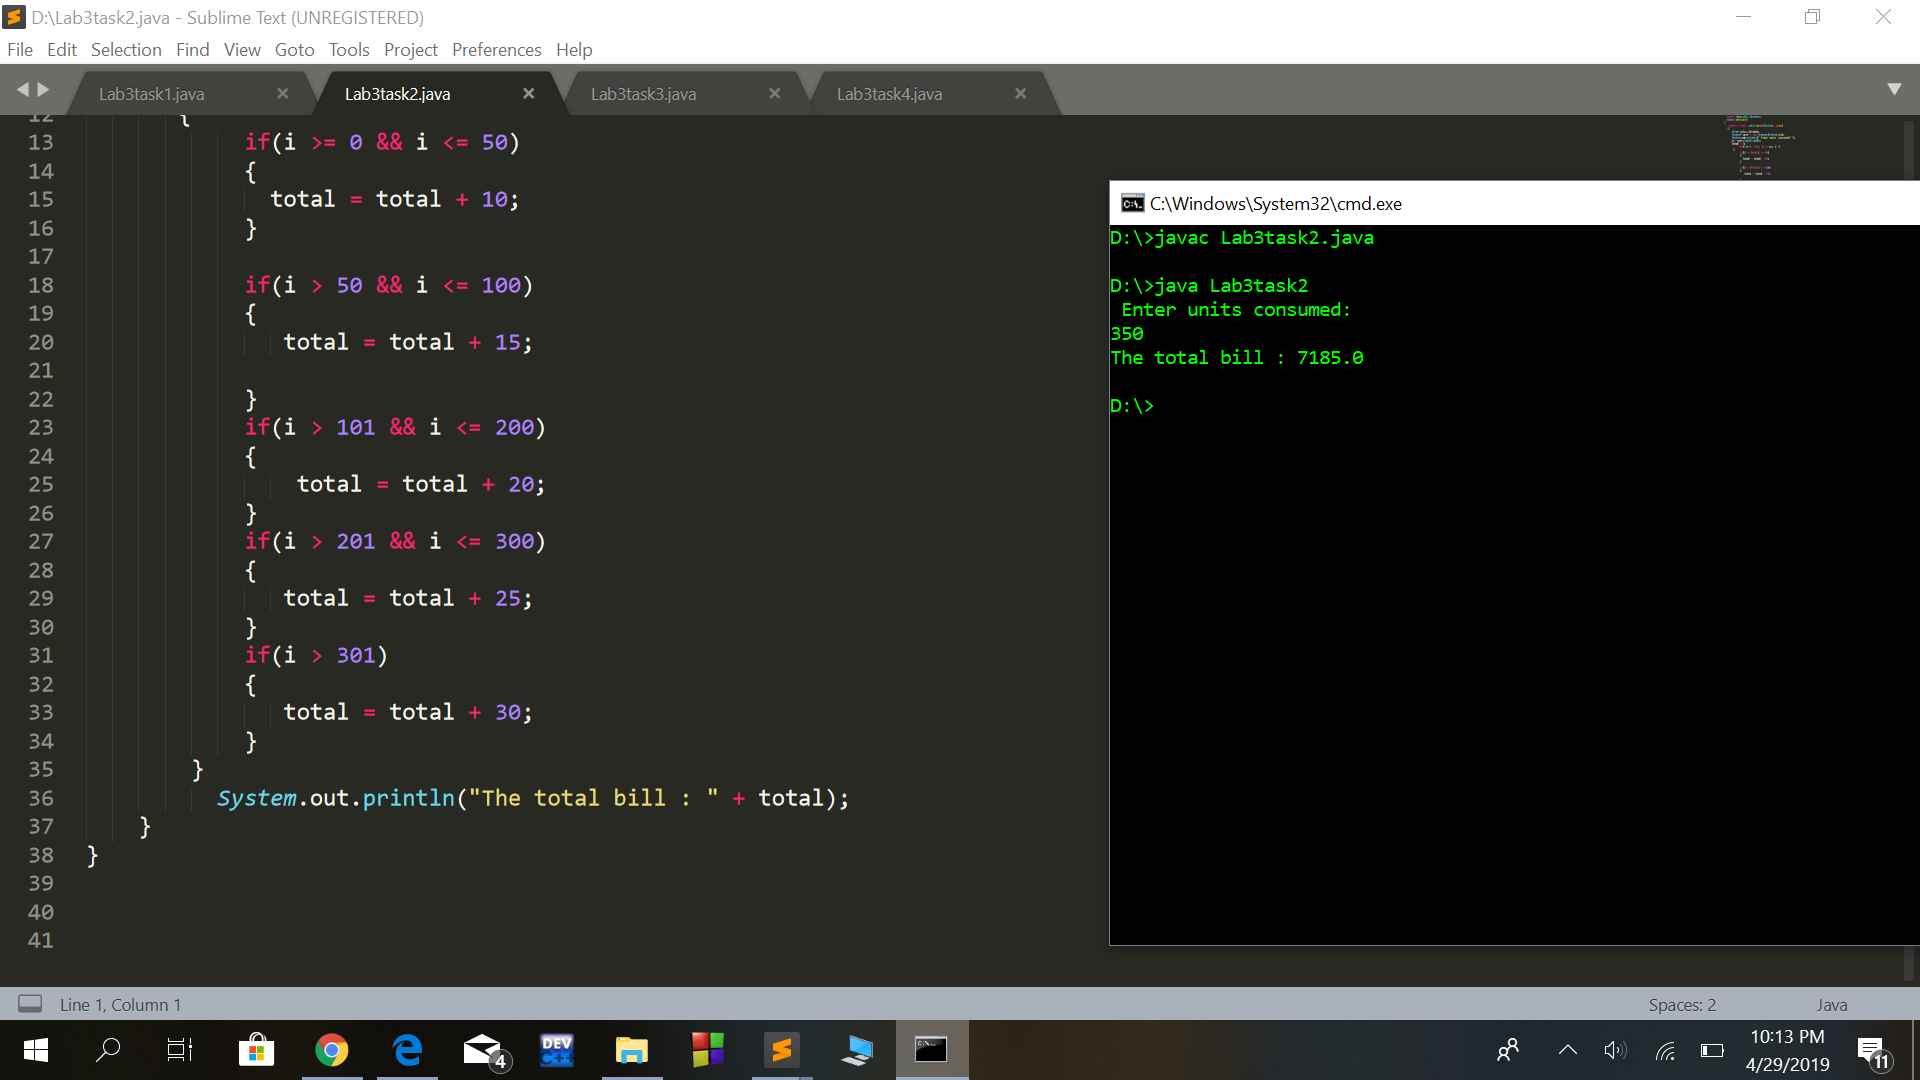 D:\Lab3task2.java - Sublime Text (UNREGISTERED)
File Edit Selection Find View Goto Tools Project Preferences Help
Lab3task1.java × Lab3task2.java × Lab3task3.java × Lab3task4.java ×
12 {
13 if(i >= 0 && i <= 50)
14 {
15 total = total + 10;
16 }
17
18 if(i > 50 && i <= 100)
19 {
20 total = total + 15;
21
22 }
23 if(i > 101 && i <= 200)
24 {
25 total = total + 20;
26 }
27 if(i > 201 && i <= 300)
28 {
29 total = total + 25;
30 }
31 if(i > 301)
32 {
33 total = total + 30;
34 }
35 }
36 System.out.println("The total bill : " + total);
37 }
38 }
39
40
41
C:\Windows\System32\cmd.exe
D:\>javac Lab3task2.java
D:\>java Lab3task2
Enter units consumed:
350
The total bill : 7185.0
D:\>
Line 1, Column 1
Spaces: 2
Java
4
DEV
C++
10:13 PM
4/29/2019
11